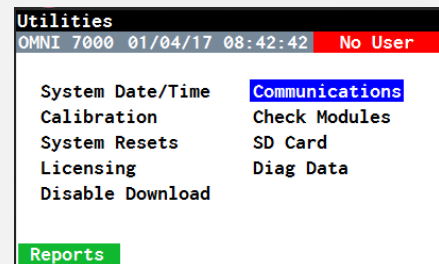 Utilities
OMNI 7000 01/04/17 08:42:42 No User
System Date/Time Communications
Calibration Check Modules
System Resets SD Card
Licensing Diag Data
Disable Download
Reports